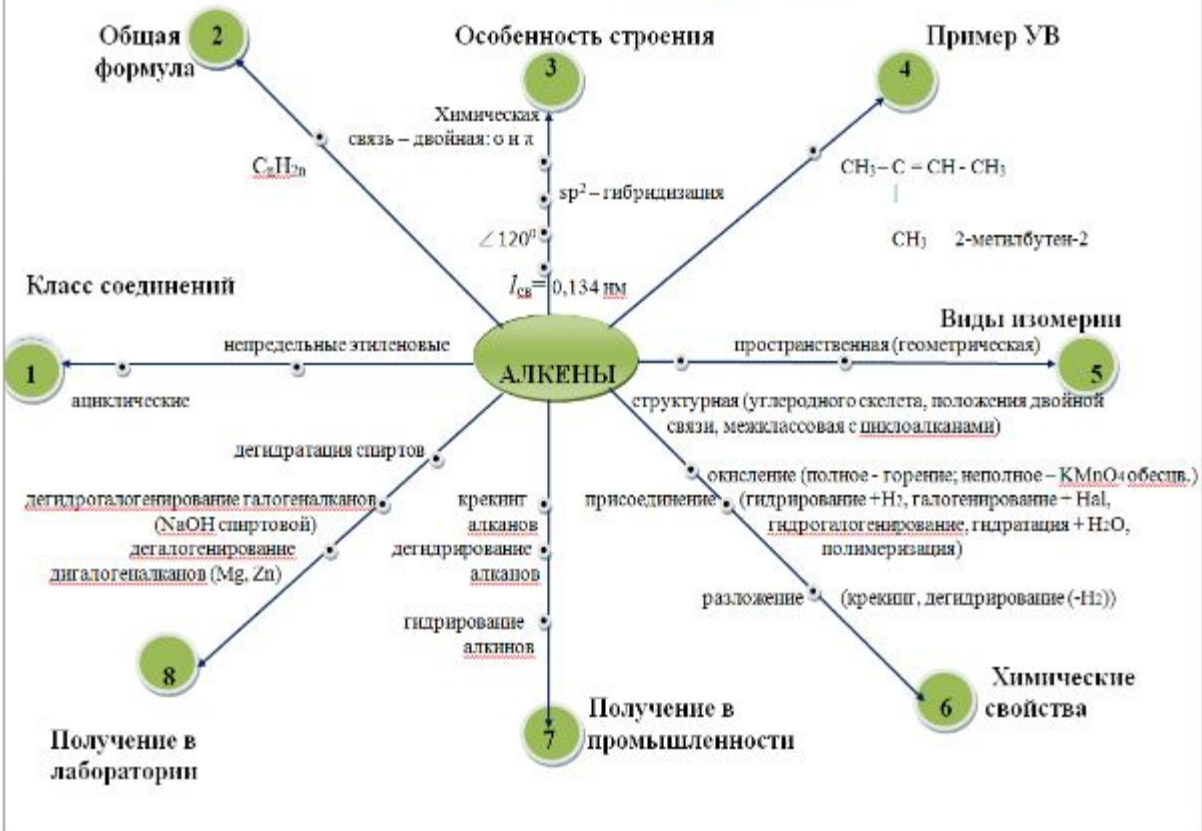 Общая
формула
2
Особенность строения
3
Пример УВ
4
Химическая
связь – двойная: σ и π
CnH2n
sp² – гибридизация
∠120⁰
lсв= 0,134 нм
CH3 – C = CH - CH3
|
CH3 2-метилбутен-2
Класс соединений
1
непредельные этиленовые
ациклические
АЛКЕНЫ
Виды изомерии
5
пространственная (геометрическая)
структурная (углеродного скелета, положения двойной
связи, межклассовая с циклоалканами)
окисление (полное - горение; неполное – KMnO4 обесцв.)
присоединение (гидрирование +H2, галогенирование + Hal,
гидрогалогенирование, гидратация + H2O,
полимеризация)
разложение (крекинг, дегидрирование (-H2))
6
Химические
свойства
крекинг
алканов
дегидрирование
алканов
гидрирование
алкинов
7
Получение в
промышленности
дегидратация спиртов
дегидрогалогенирование галогеналканов
(NaOH спиртовой)
дегалогенирование
дигалогеналканов (Mg, Zn)
8
Получение в
лаборатории